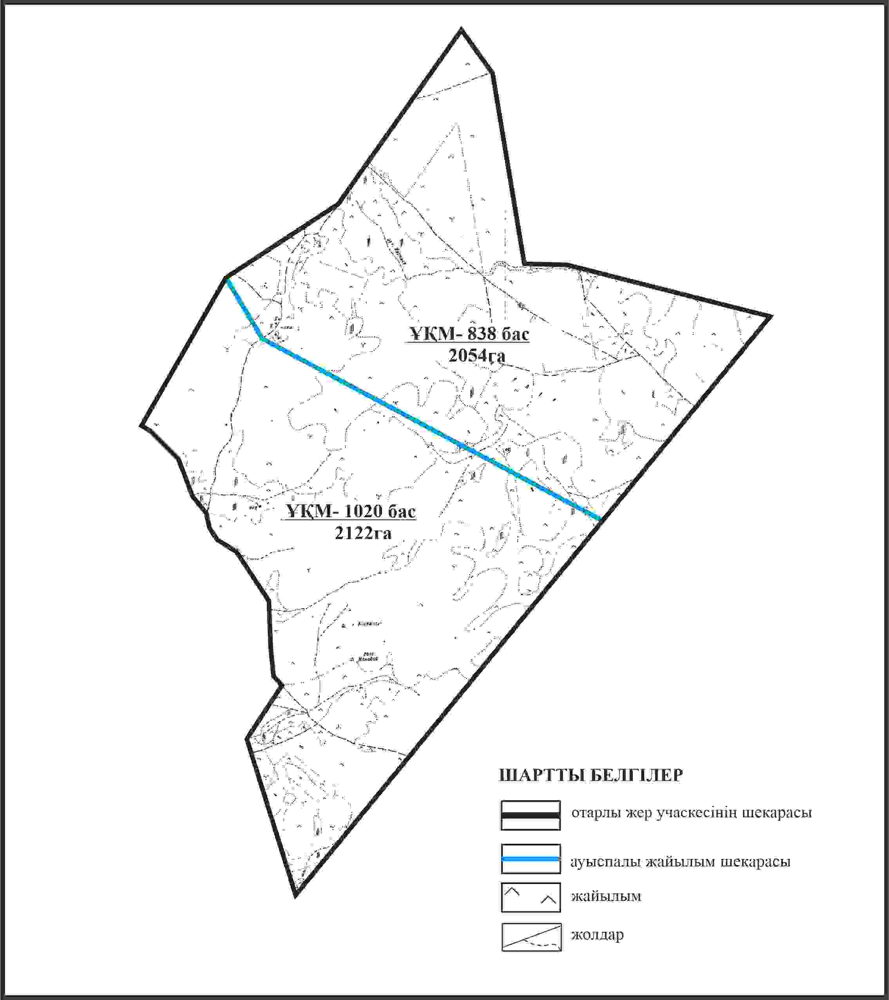 ҰҚМ- 838 бас
2054га
ҰҚМ- 1020 бас
2122га
ШАРТТЫ БЕЛГІЛЕР
отарлы жер учаскесінің шекарасы
ауыспалы жайылым шекарасы
жайылым
жолдар